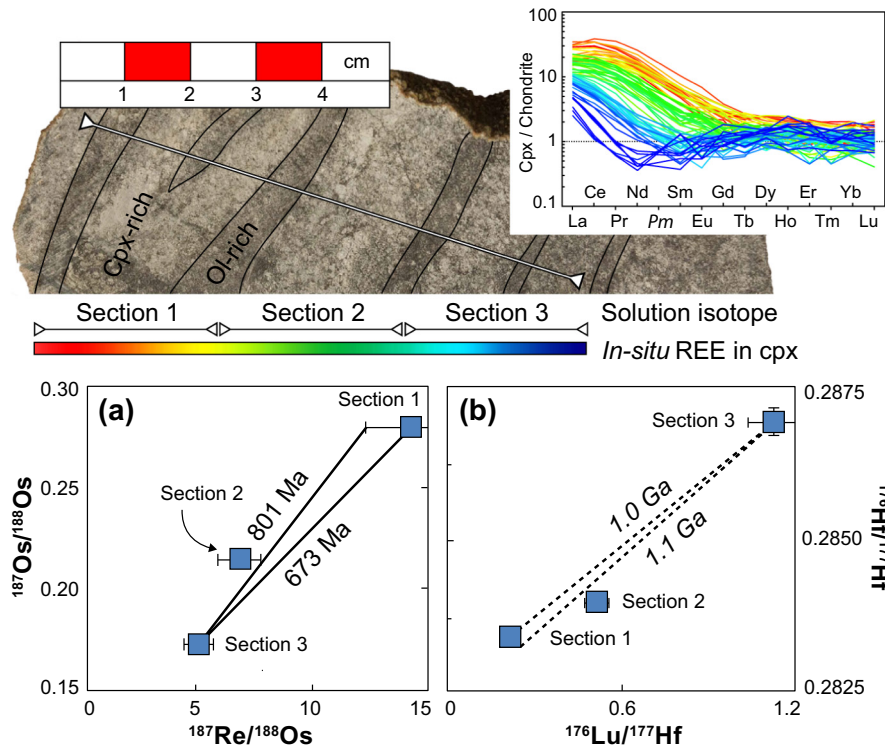 cm
1 2 3 4
Cpx-rich
Ol-rich
Cpx / Chondrite
100
10
1
0.1
Ce Nd Sm Gd Dy Er Yb
La Pr Pm Eu Tb Ho Tm Lu
Section 1 Section 2 Section 3 Solution isotope
In-situ REE in cpx
(a)
187Os/188Os
0.30
0.25
0.20
0.15
Section 1
Section 2
801 Ma
673 Ma
Section 3
0 5 10 15
187Re/188Os
(b)
Section 3
1.0 Ga
1.1 Ga
Section 2
Section 1
0.2875
0.2850
0.2825
Hf/177Hf
0 0.6 1.2
176Lu/177Hf